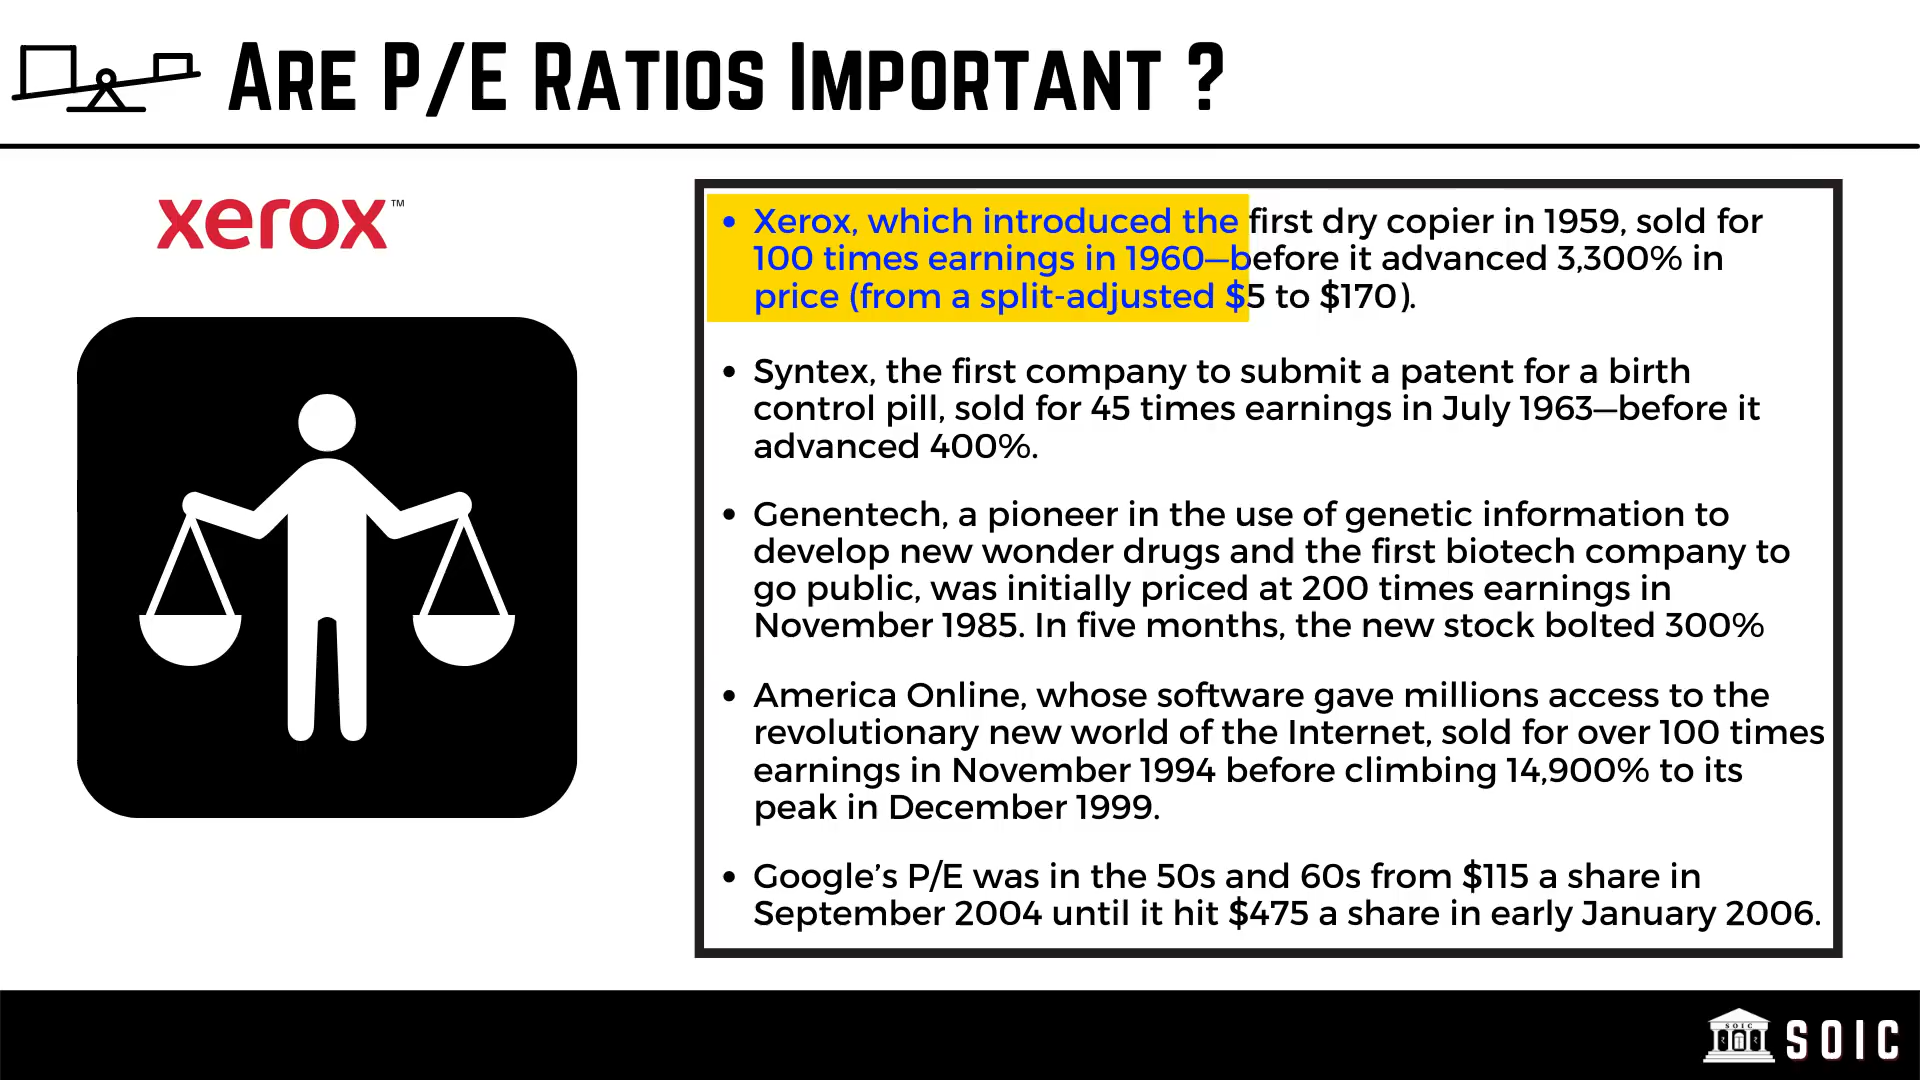 ARE P/E RATIOS IMPORTANT ?
xerox™
• Xerox, which introduced the first dry copier in 1959, sold for
100 times earnings in 1960—before it advanced 3,300% in
price (from a split-adjusted $5 to $170).
• Syntex, the first company to submit a patent for a birth
control pill, sold for 45 times earnings in July 1963—before it
advanced 400%.
• Genentech, a pioneer in the use of genetic information to
develop new wonder drugs and the first biotech company to
go public, was initially priced at 200 times earnings in
November 1985. In five months, the new stock bolted 300%
• America Online, whose software gave millions access to the
revolutionary new world of the Internet, sold for over 100 times
earnings in November 1994 before climbing 14,900% to its
peak in December 1999.
• Google’s P/E was in the 50s and 60s from $115 a share in
September 2004 until it hit $475 a share in early January 2006.
SOIC
SOIC